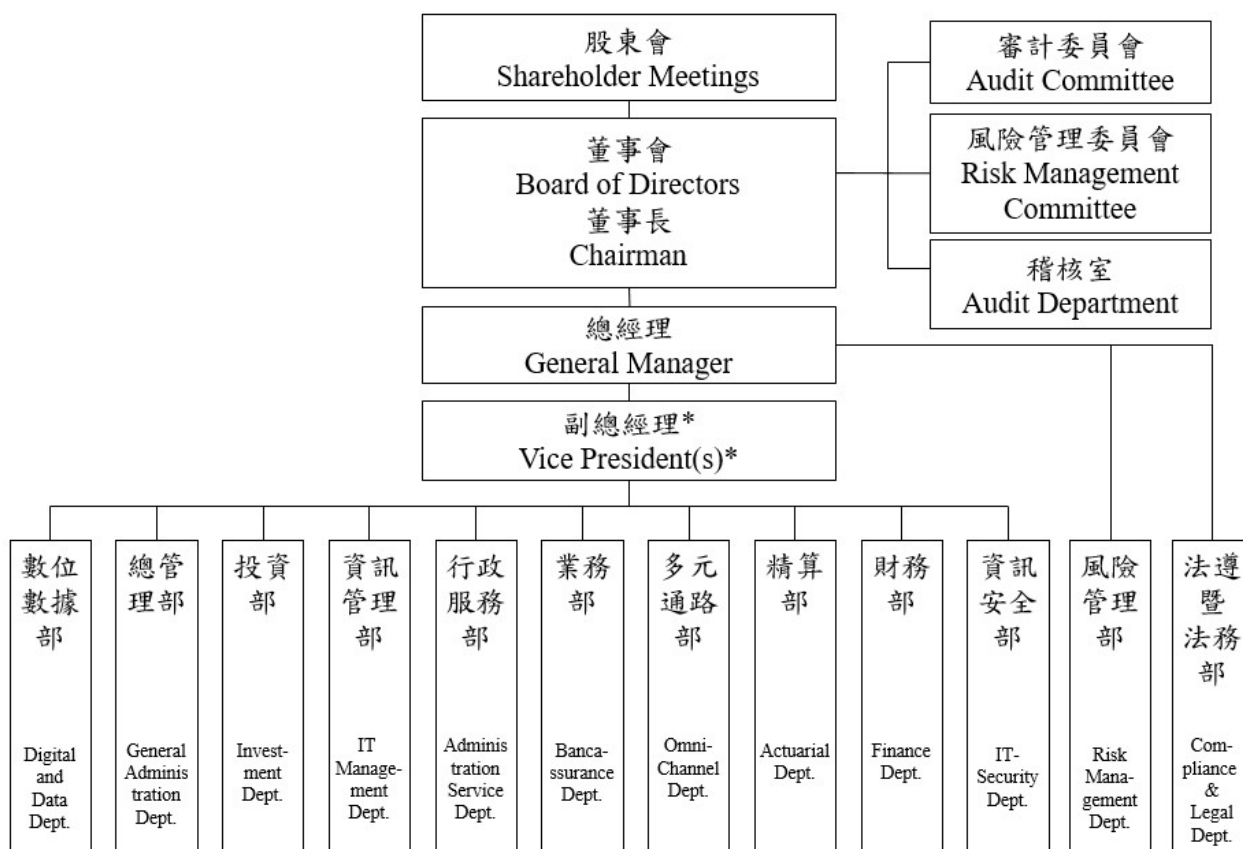 股東會
Shareholder Meetings
董事會
Board of Directors
董事長
Chairman
審計委員會
Audit Committee
風險管理委員會
Risk Management
Committee
稽核室
Audit Department
總經理
General Manager
副總經理*
Vice President(s)*
數位
數據
部
Digital
and
Data
Dept.
總管
理部
General
Adminis
tration
Dept.
投資
部
Invest-
ment
Dept.
資訊
管理
部
IT
Manage-
ment
Dept.
行政
服務
部
Adminis
tration
Service
Dept.
業務
部
Banca-
ssurance
Dept.
多元
通路
部
Omni-
Channel
Dept.
精算
部
Actuarial
Dept.
財務
部
Finance
Dept.
資訊
安全
部
IT-
Security
Dept.
風險
管理
部
Risk
Mana-
gement
Dept.
法遵
暨
法務
部
Com-
pliance
&
Legal
Dept.